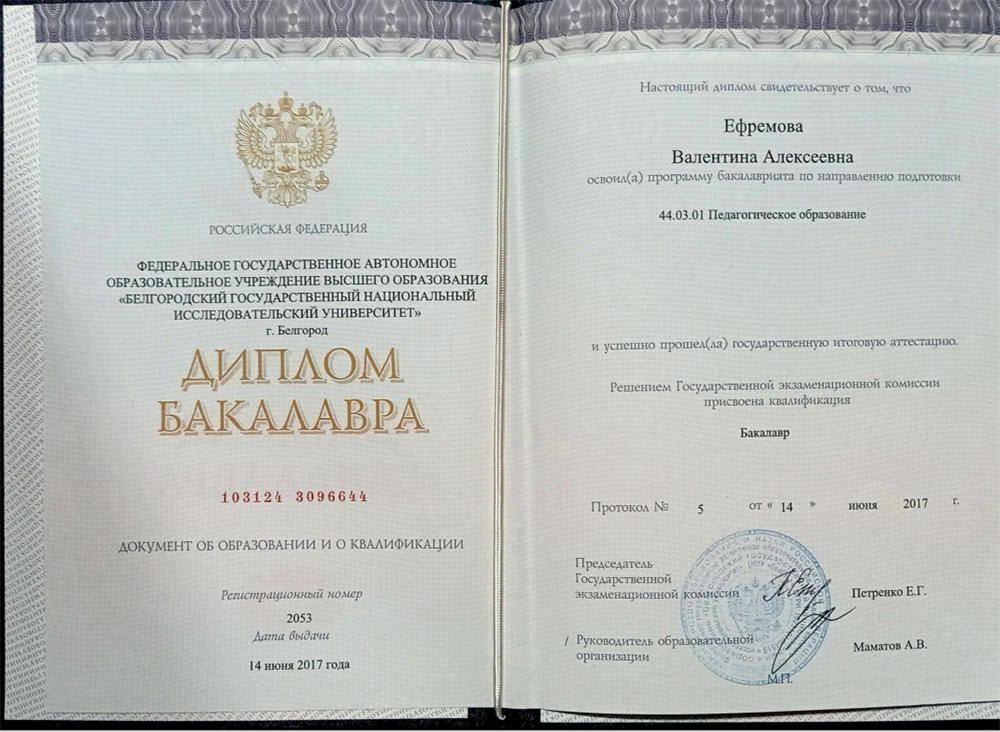 РОССИЙСКАЯ ФЕДЕРАЦИЯ
ФЕДЕРАЛЬНОЕ ГОСУДАРСТВЕННОЕ АВТОНОМНОЕ
ОБРАЗОВАТЕЛЬНОЕ УЧРЕЖДЕНИЕ ВЫСШЕГО ОБРАЗОВАНИЯ
«БЕЛГОРОДСКИЙ ГОСУДАРСТВЕННЫЙ НАЦИОНАЛЬНЫЙ
ИССЛЕДОВАТЕЛЬСКИЙ УНИВЕРСИТЕТ»
г. Белгород
ДИПЛОМ
БАКАЛАВРА
103124 3096644
ДОКУМЕНТ ОБ ОБРАЗОВАНИИ И О КВАЛИФИКАЦИИ
Регистрационный номер
2053
Дата выдачи
14 июня 2017 года
Настоящий диплом свидетельствует о том, что
Ефремова
Валентина Алексеевна
освоил(а) программу бакалавриата по направлению подготовки
44.03.01 Педагогическое образование
и успешно прошел(ла) государственную итоговую аттестацию.
Решением Государственной экзаменационной комиссии
присвоена квалификация
Бакалавр
Протокол № 5 от « 14 » июня 2017 г.
Председатель
Государственной
экзаменационной комиссии Петренко Е.Г.
/ Руководитель образовательной
организации Маматов А.В.
М.П.